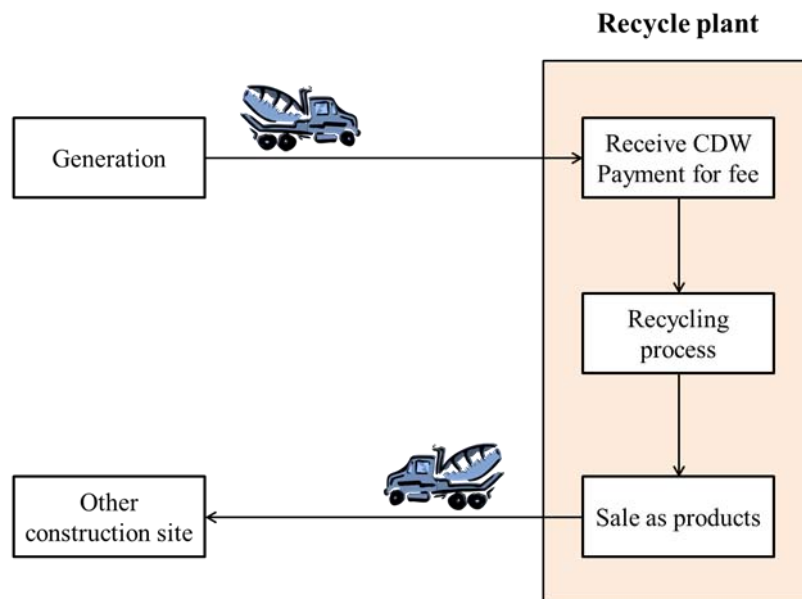 Recycle plant
Generation
Receive CDW
Payment for fee
Recycling
process
Other
construction site
Sale as products